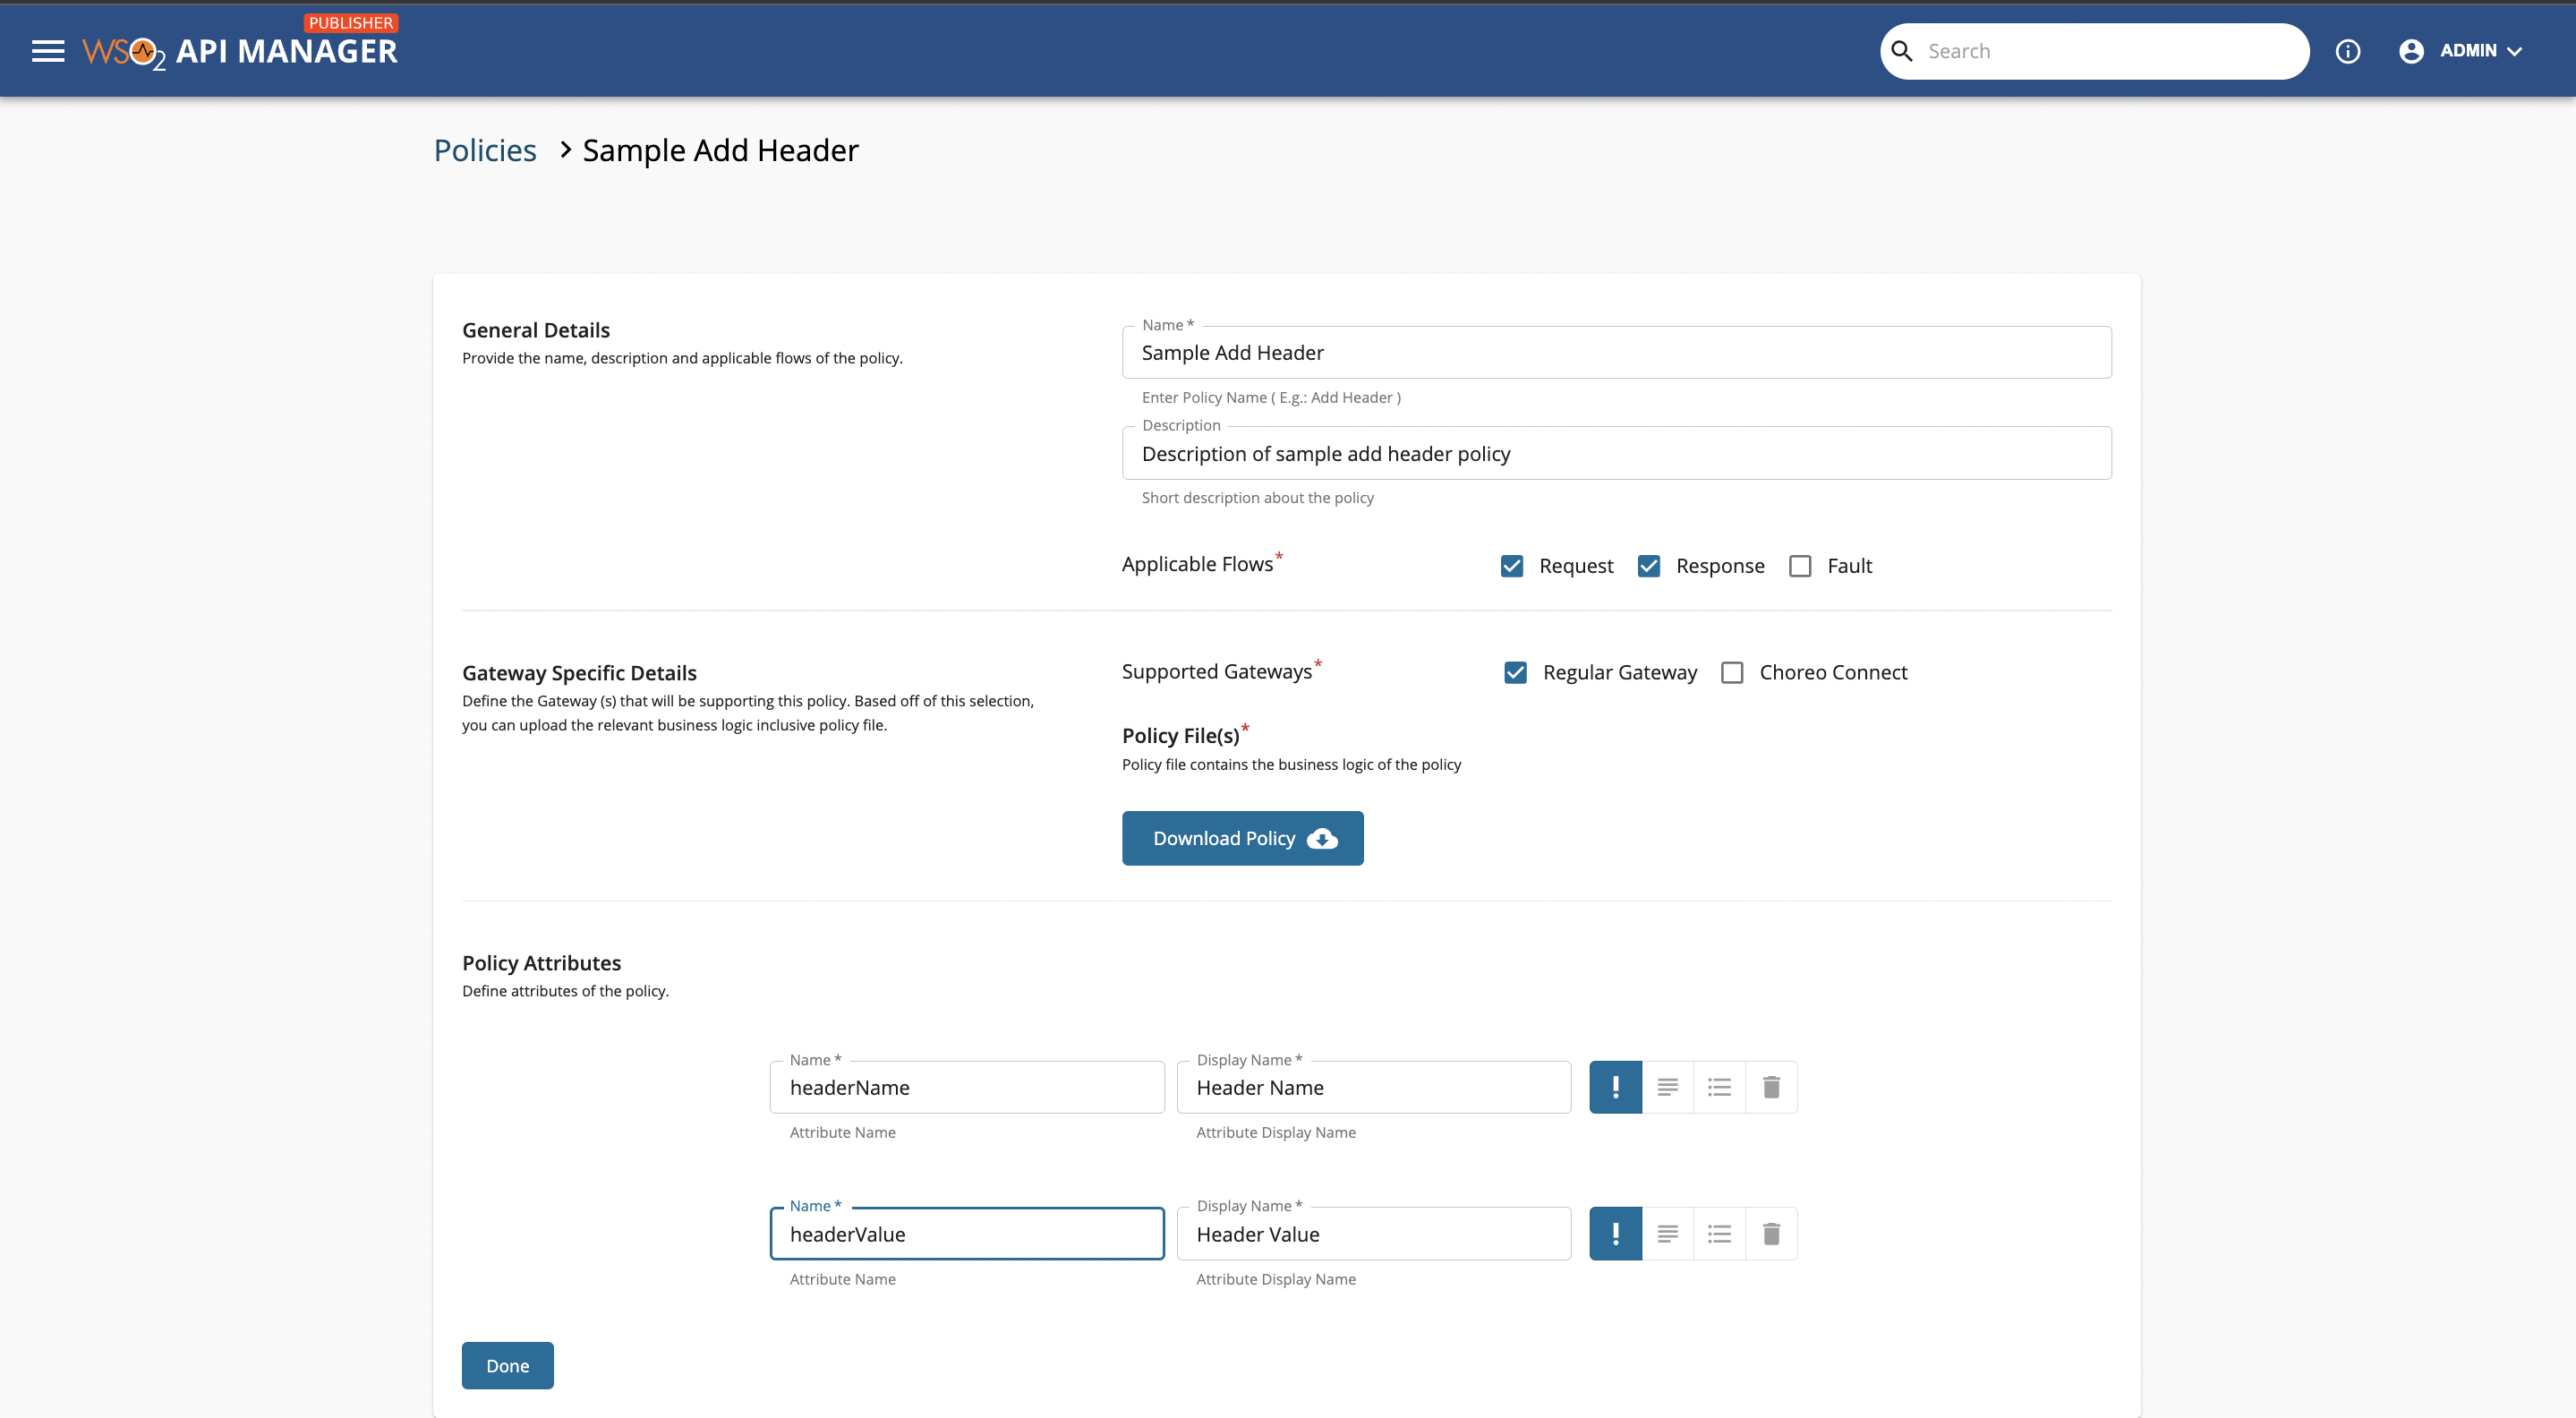 PUBLISHER
WSO2 API MANAGER
Search
ADMIN
Policies > Sample Add Header
General Details
Provide the name, description and applicable flows of the policy.
Name *
Sample Add Header
Enter Policy Name ( E.g.: Add Header )
Description
Description of sample add header policy
Short description about the policy
Applicable Flows*
Request
Response
Fault
Gateway Specific Details
Define the Gateway (s) that will be supporting this policy. Based off of this selection,
you can upload the relevant business logic inclusive policy file.
Supported Gateways*
Regular Gateway
Choreo Connect
Policy File(s)*
Policy file contains the business logic of the policy
Download Policy
Policy Attributes
Define attributes of the policy.
Name *
headerName
Attribute Name
Display Name *
Header Name
Attribute Display Name
Name *
headerValue
Attribute Name
Display Name *
Header Value
Attribute Display Name
Done